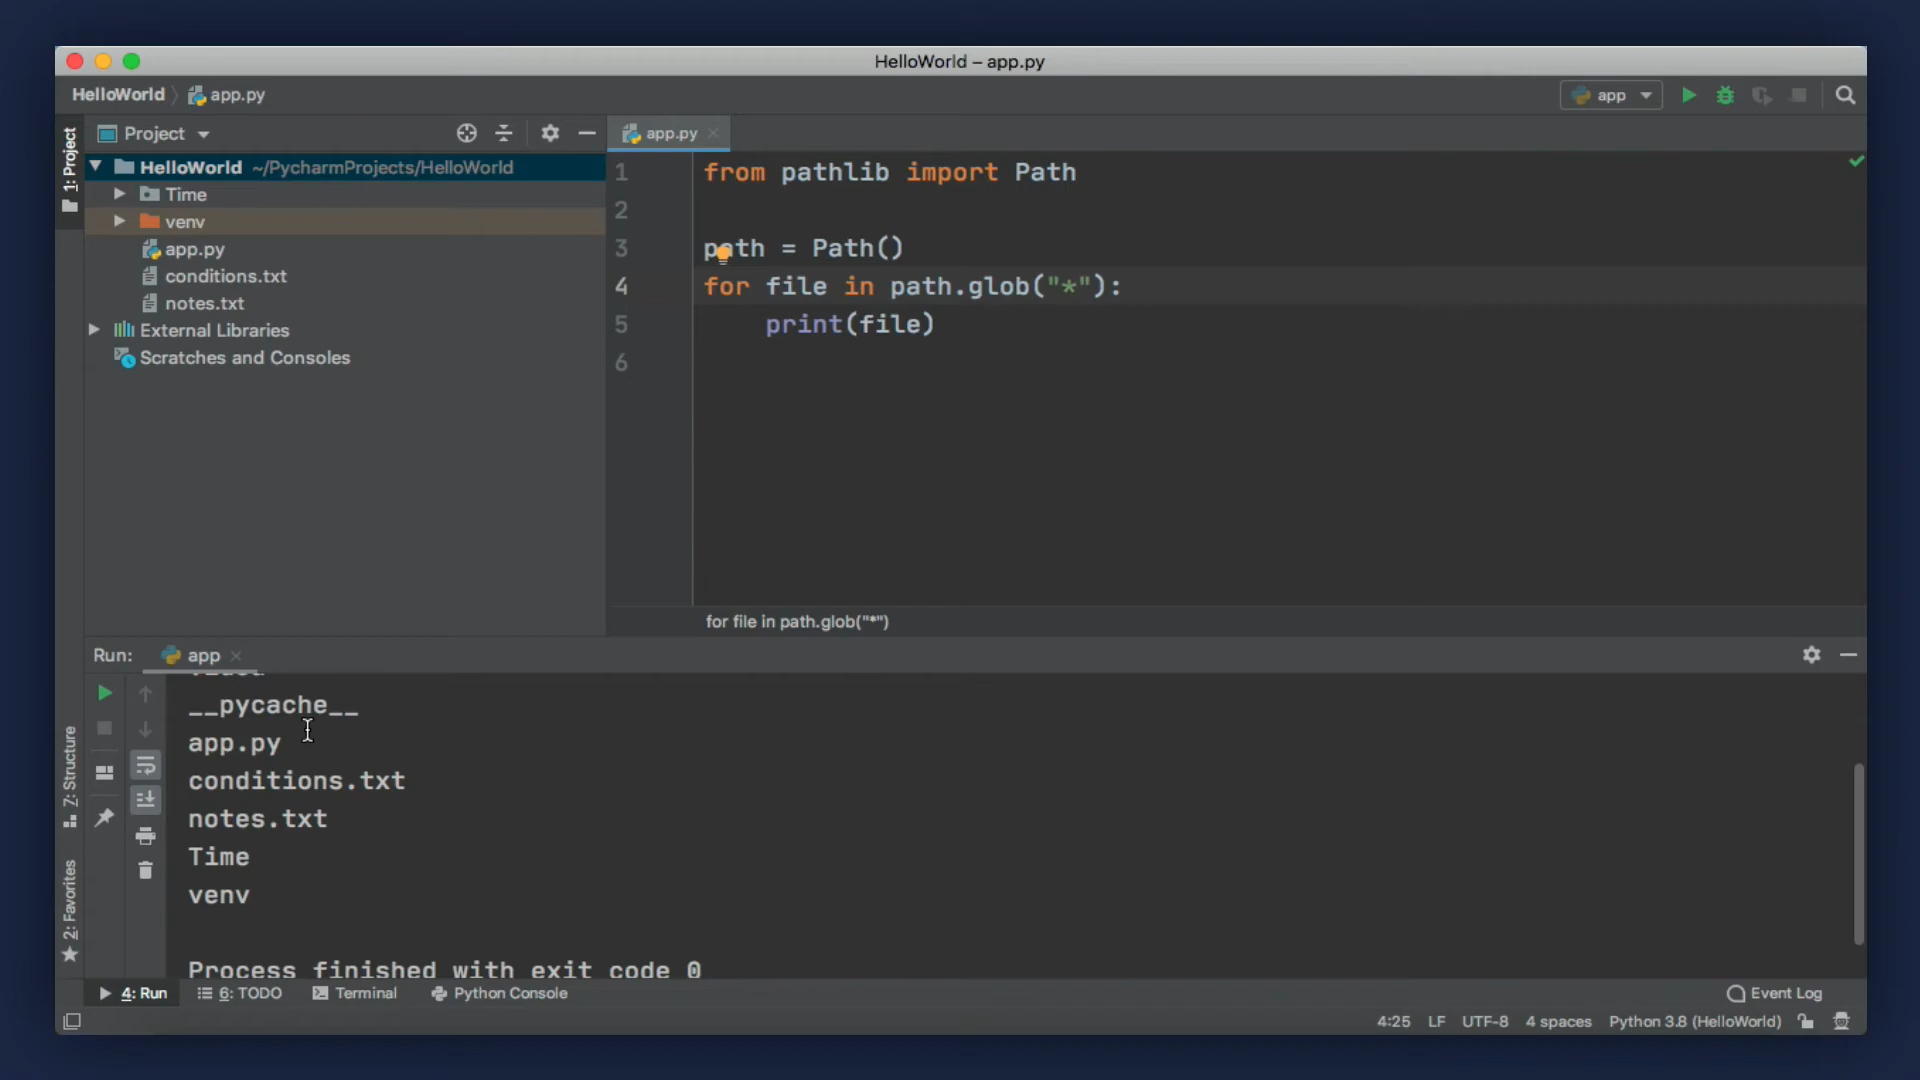 HelloWorld – app.py
HelloWorld
app.py
app
1: Project
Project
HelloWorld ~/PycharmProjects/HelloWorld
Time
venv
app.py
conditions.txt
notes.txt
External Libraries
Scratches and Consoles
app.py
1 from pathlib import Path
2
3 path = Path()
4 for file in path.glob("*"):
5 print(file)
6
for file in path.glob("*")
Run:
app
__pycache__
app.py
conditions.txt
notes.txt
Time
venv
Process finished with exit code 0
7: Structure
2: Favorites
4: Run
6: TODO
Terminal
Python Console
Event Log
4:25
LF
UTF-8
4 spaces
Python 3.8 (HelloWorld)